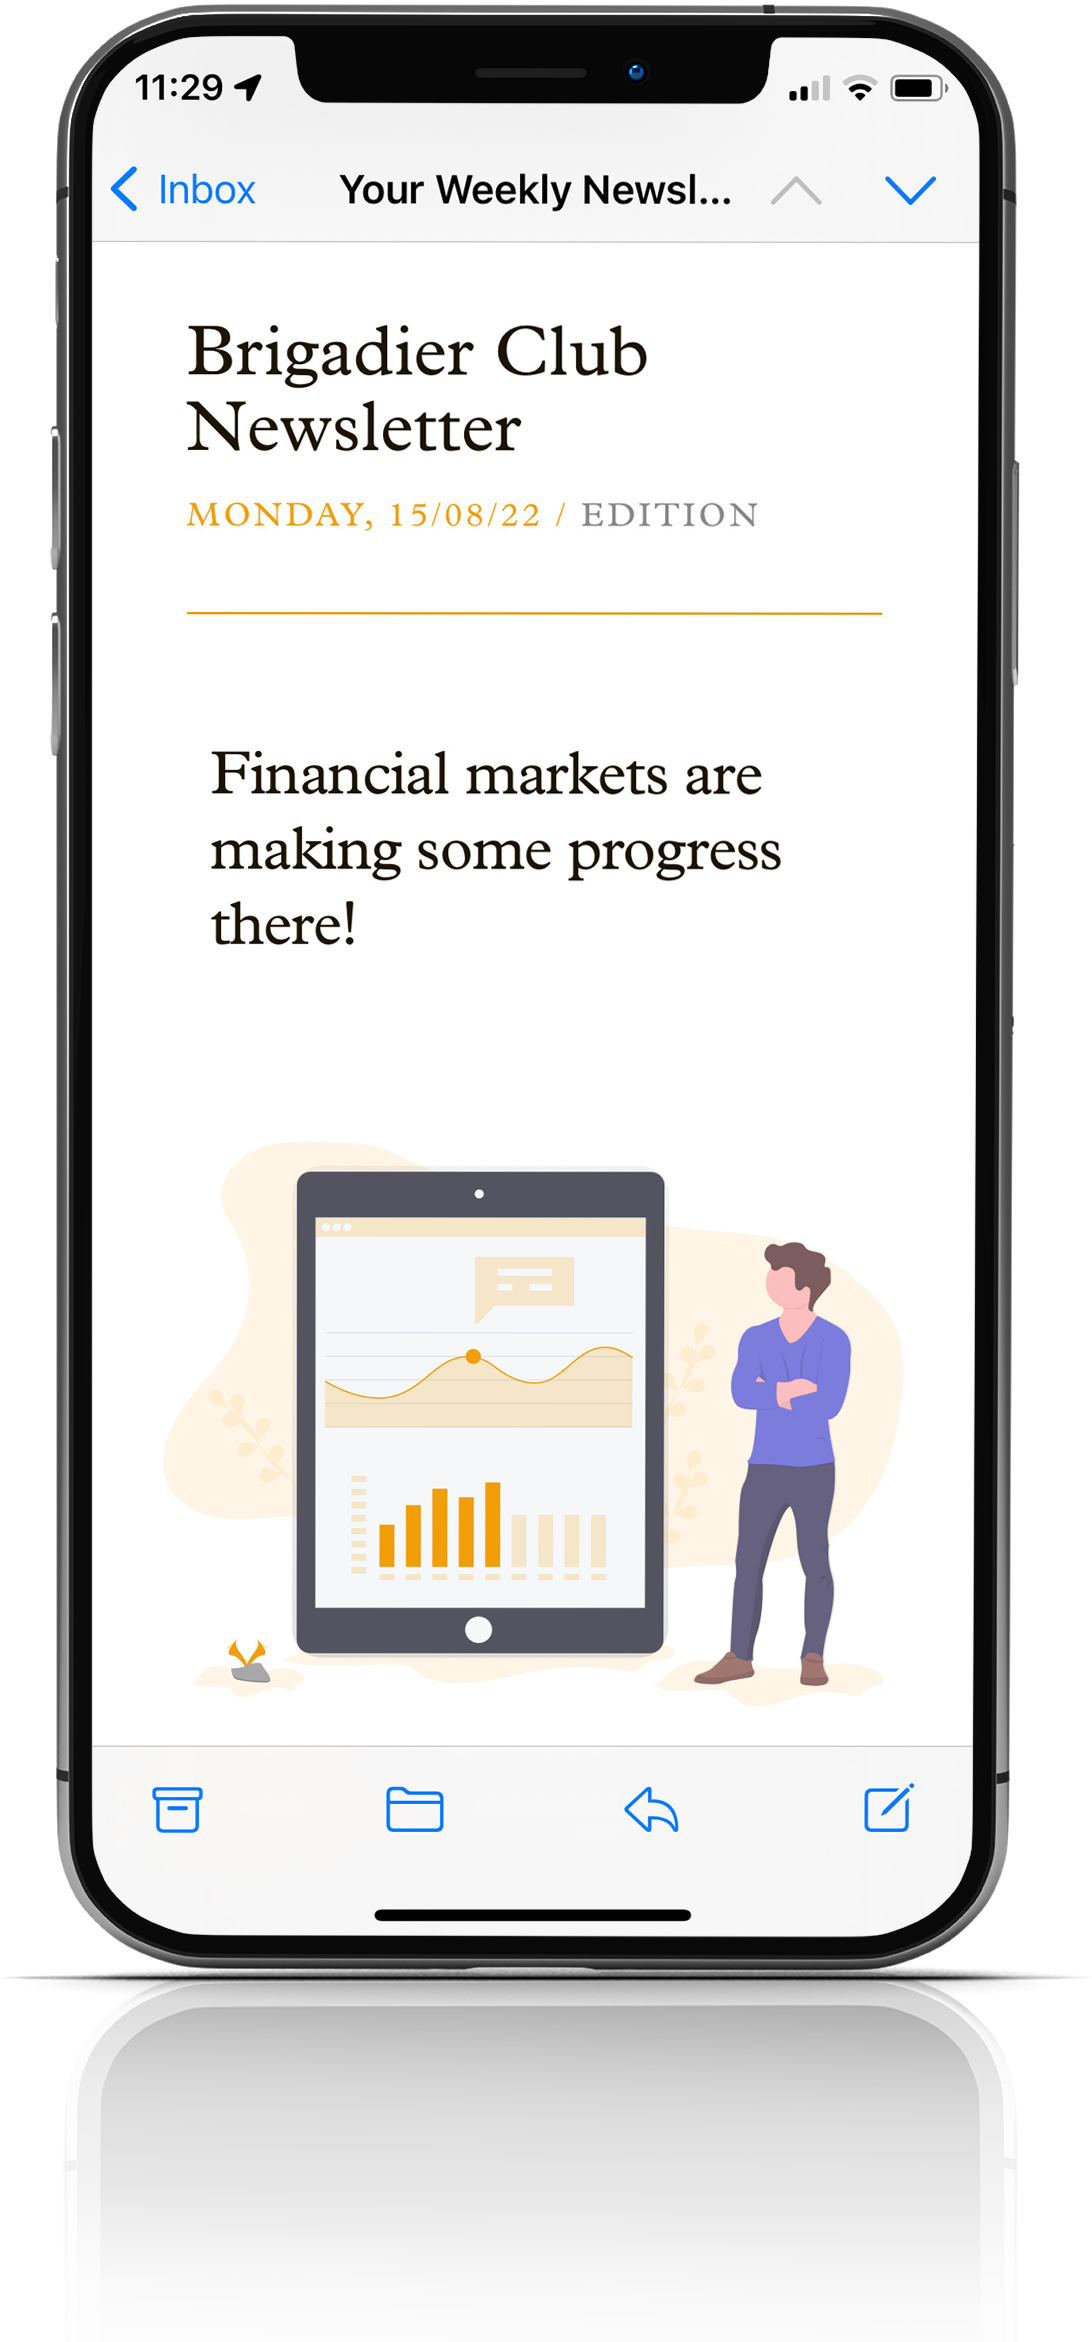 11:29
Inbox
Your Weekly Newsl...
Brigadier Club
Newsletter
MONDAY, 15/08/22 / EDITION
Financial markets are
making some progress
there!